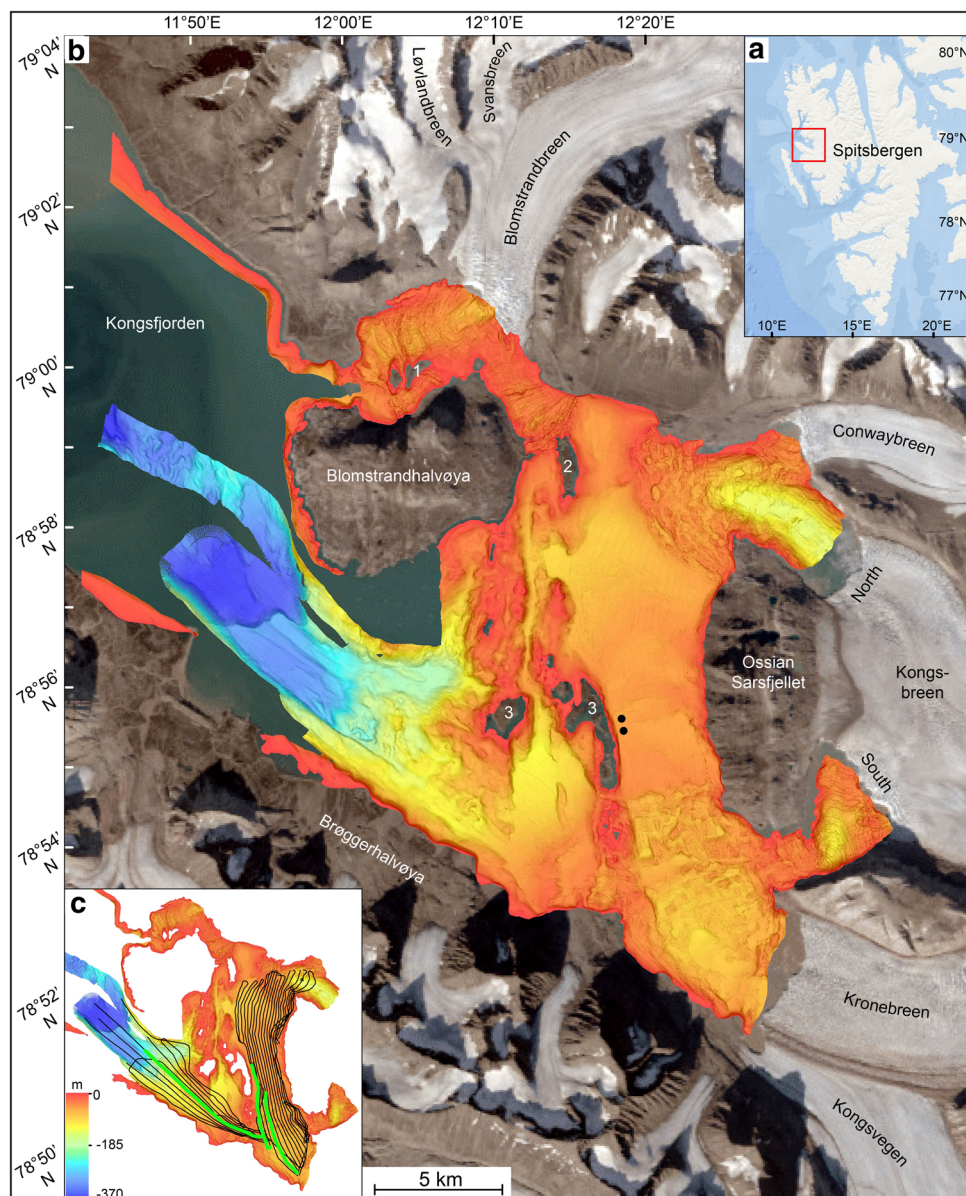 11°50'E
12°00'E
12°10'E
12°20'E
79°04'
N
79°02'
N
79°00'
N
78°58'
N
78°56'
N
78°54'
N
78°52'
N
78°50'
N
b
Løvlandbreen
Svansbreen
Blomstrandbreen
a
80°N
79°N
78°N
77°N
Spitsbergen
10°E
15°E
22°E
Kongsfjorden
1
Blomstrandhalvøya
2
Conwaybreen
North
Ossian
Sarsfjellet
Kongs-
breen
3
3
South
Brøggerhalvøya
Kronebreen
Kongsvegen
c
m
0
-185
-370
5 km